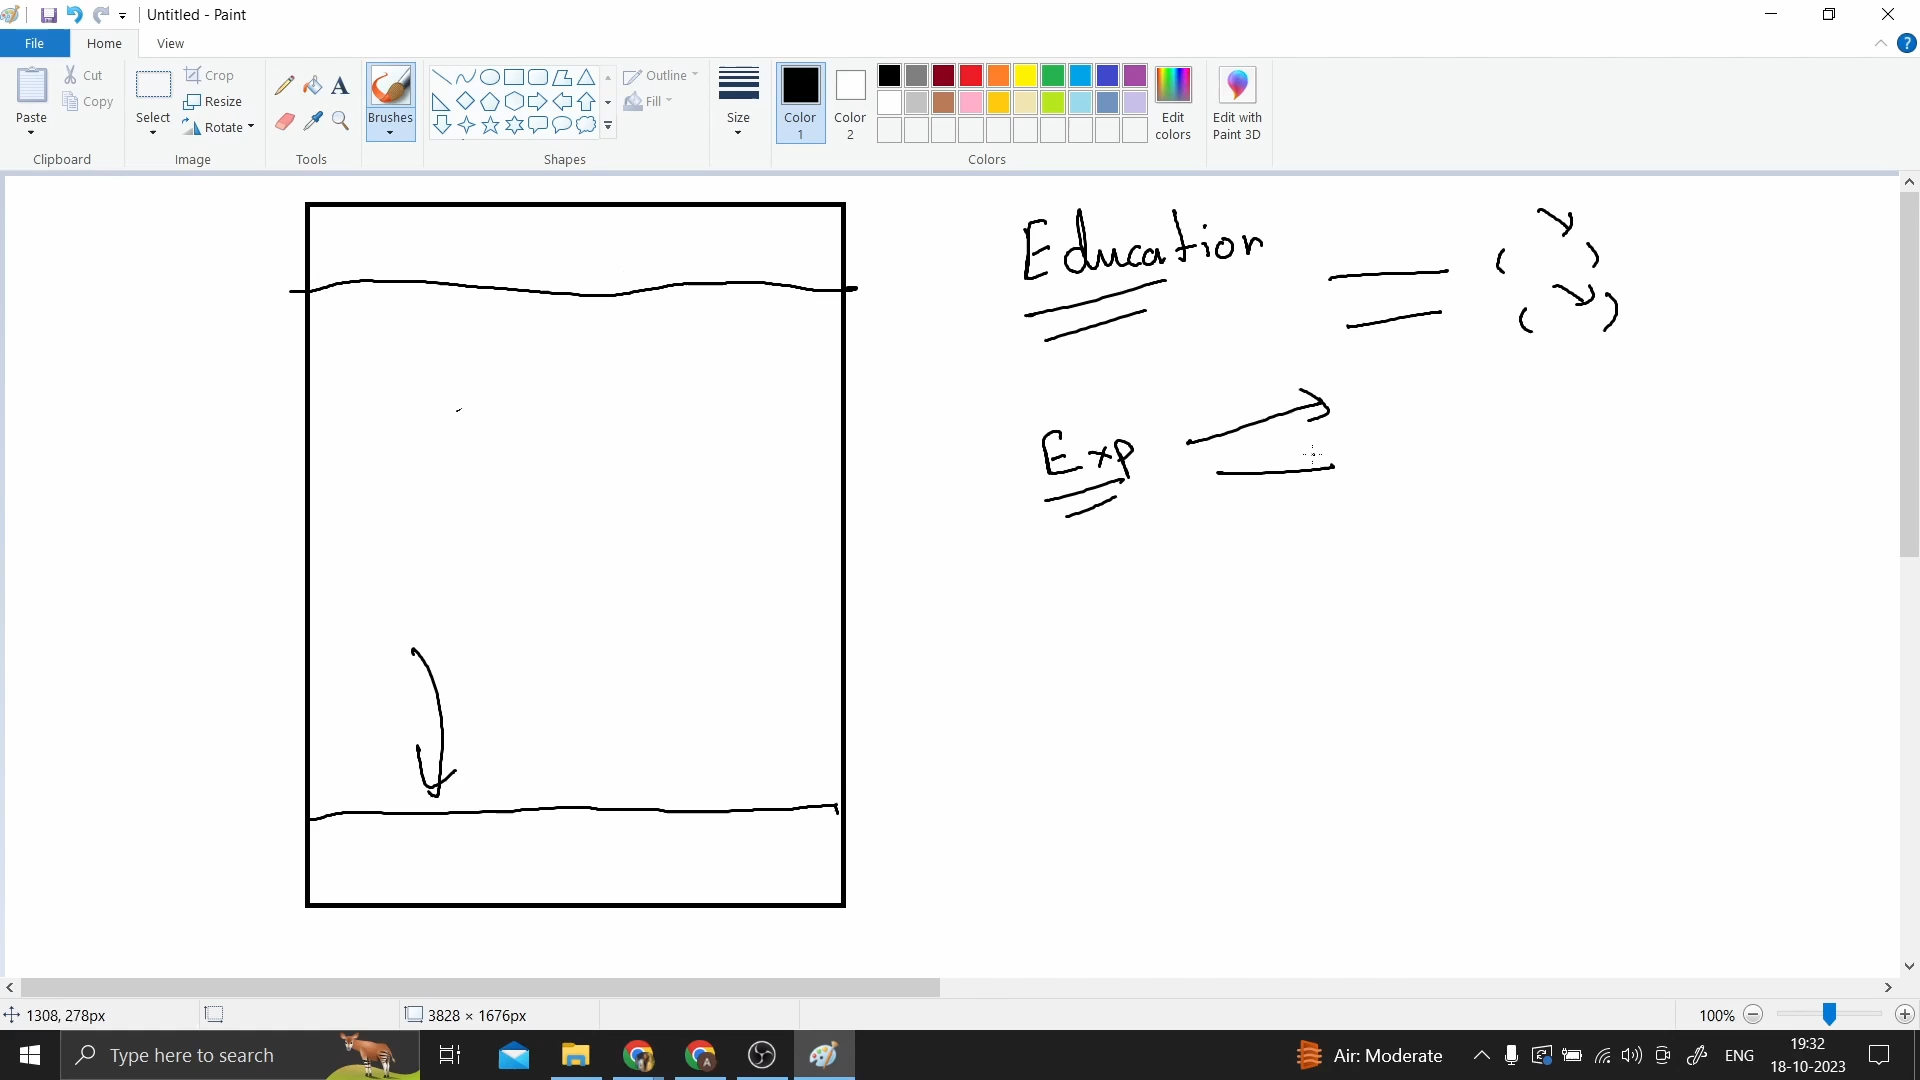 Untitled - Paint
File Home View
Paste
Cut
Copy
Clipboard
Select
Crop
Resize
Rotate
Image
A
Tools
Brushes
Outline
Fill
Shapes
Size
Color 1
Color 2
Edit colors
Colors
Edit with Paint 3D
Education
Exp
1308, 278px
3828 × 1676px
100%
Type here to search
Air: Moderate
ENG
19:32
18-10-2023